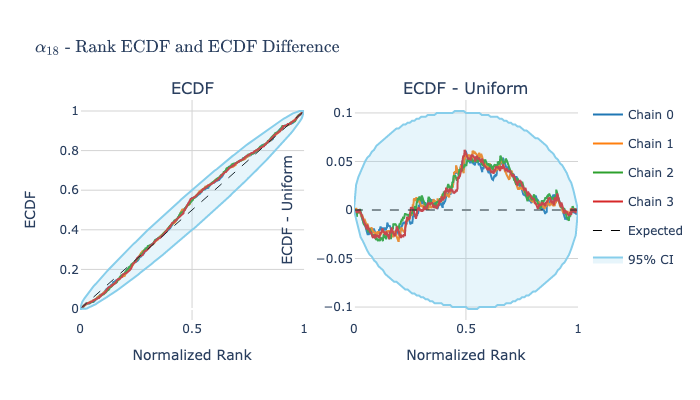 α₁₈ - Rank ECDF and ECDF Difference
ECDF
ECDF - Uniform
1
0.8
0.6
0.4
0.2
0
ECDF
0
0.5
1
Normalized Rank
0.1
0.05
0
−0.05
−0.1
ECDF - Uniform
0
0.5
1
Normalized Rank
Chain 0
Chain 1
Chain 2
Chain 3
Expected
95% CI